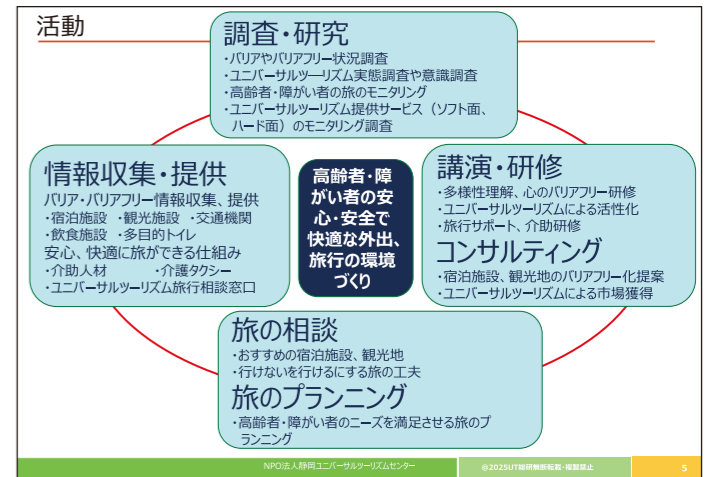 活動
調査・研究
・バリアやバリアフリー状況調査
・ユニバーサルツ―リズム実態調査や意識調査
・高齢者・障がい者の旅のモニタリング
・ユニバーサルツーリズム提供サービス（ソフト面、
ハード面）のモニタリング調査
情報収集・提供
バリア・バリアフリー情報収集、提供
・宿泊施設 ・観光施設 ・交通機関
・飲食施設 ・多目的トイレ
安心、快適に旅ができる仕組み
・介助人材 ・介護タクシー
・ユニバーサルツーリズム旅行相談窓口
高齢者・障
がい者の安
心・安全で
快適な外出、
旅行の環境
づくり
講演・研修
・多様性理解、心のバリアフリー研修
・ユニバーサルツーリズムによる活性化
・旅行サポート、介助研修
コンサルティング
・宿泊施設、観光地のバリアフリー化提案
・ユニバーサルツーリズムによる市場獲得
旅の相談
・おすすめの宿泊施設、観光地
・行けないを行けるにする旅の工夫
旅のプランニング
・高齢者・障がい者のニーズを満足させる旅のプ
ランニング
NPO法人静岡ユニバーサルツーリズムセンター
@2025UT総研無断転載・複製禁止
5